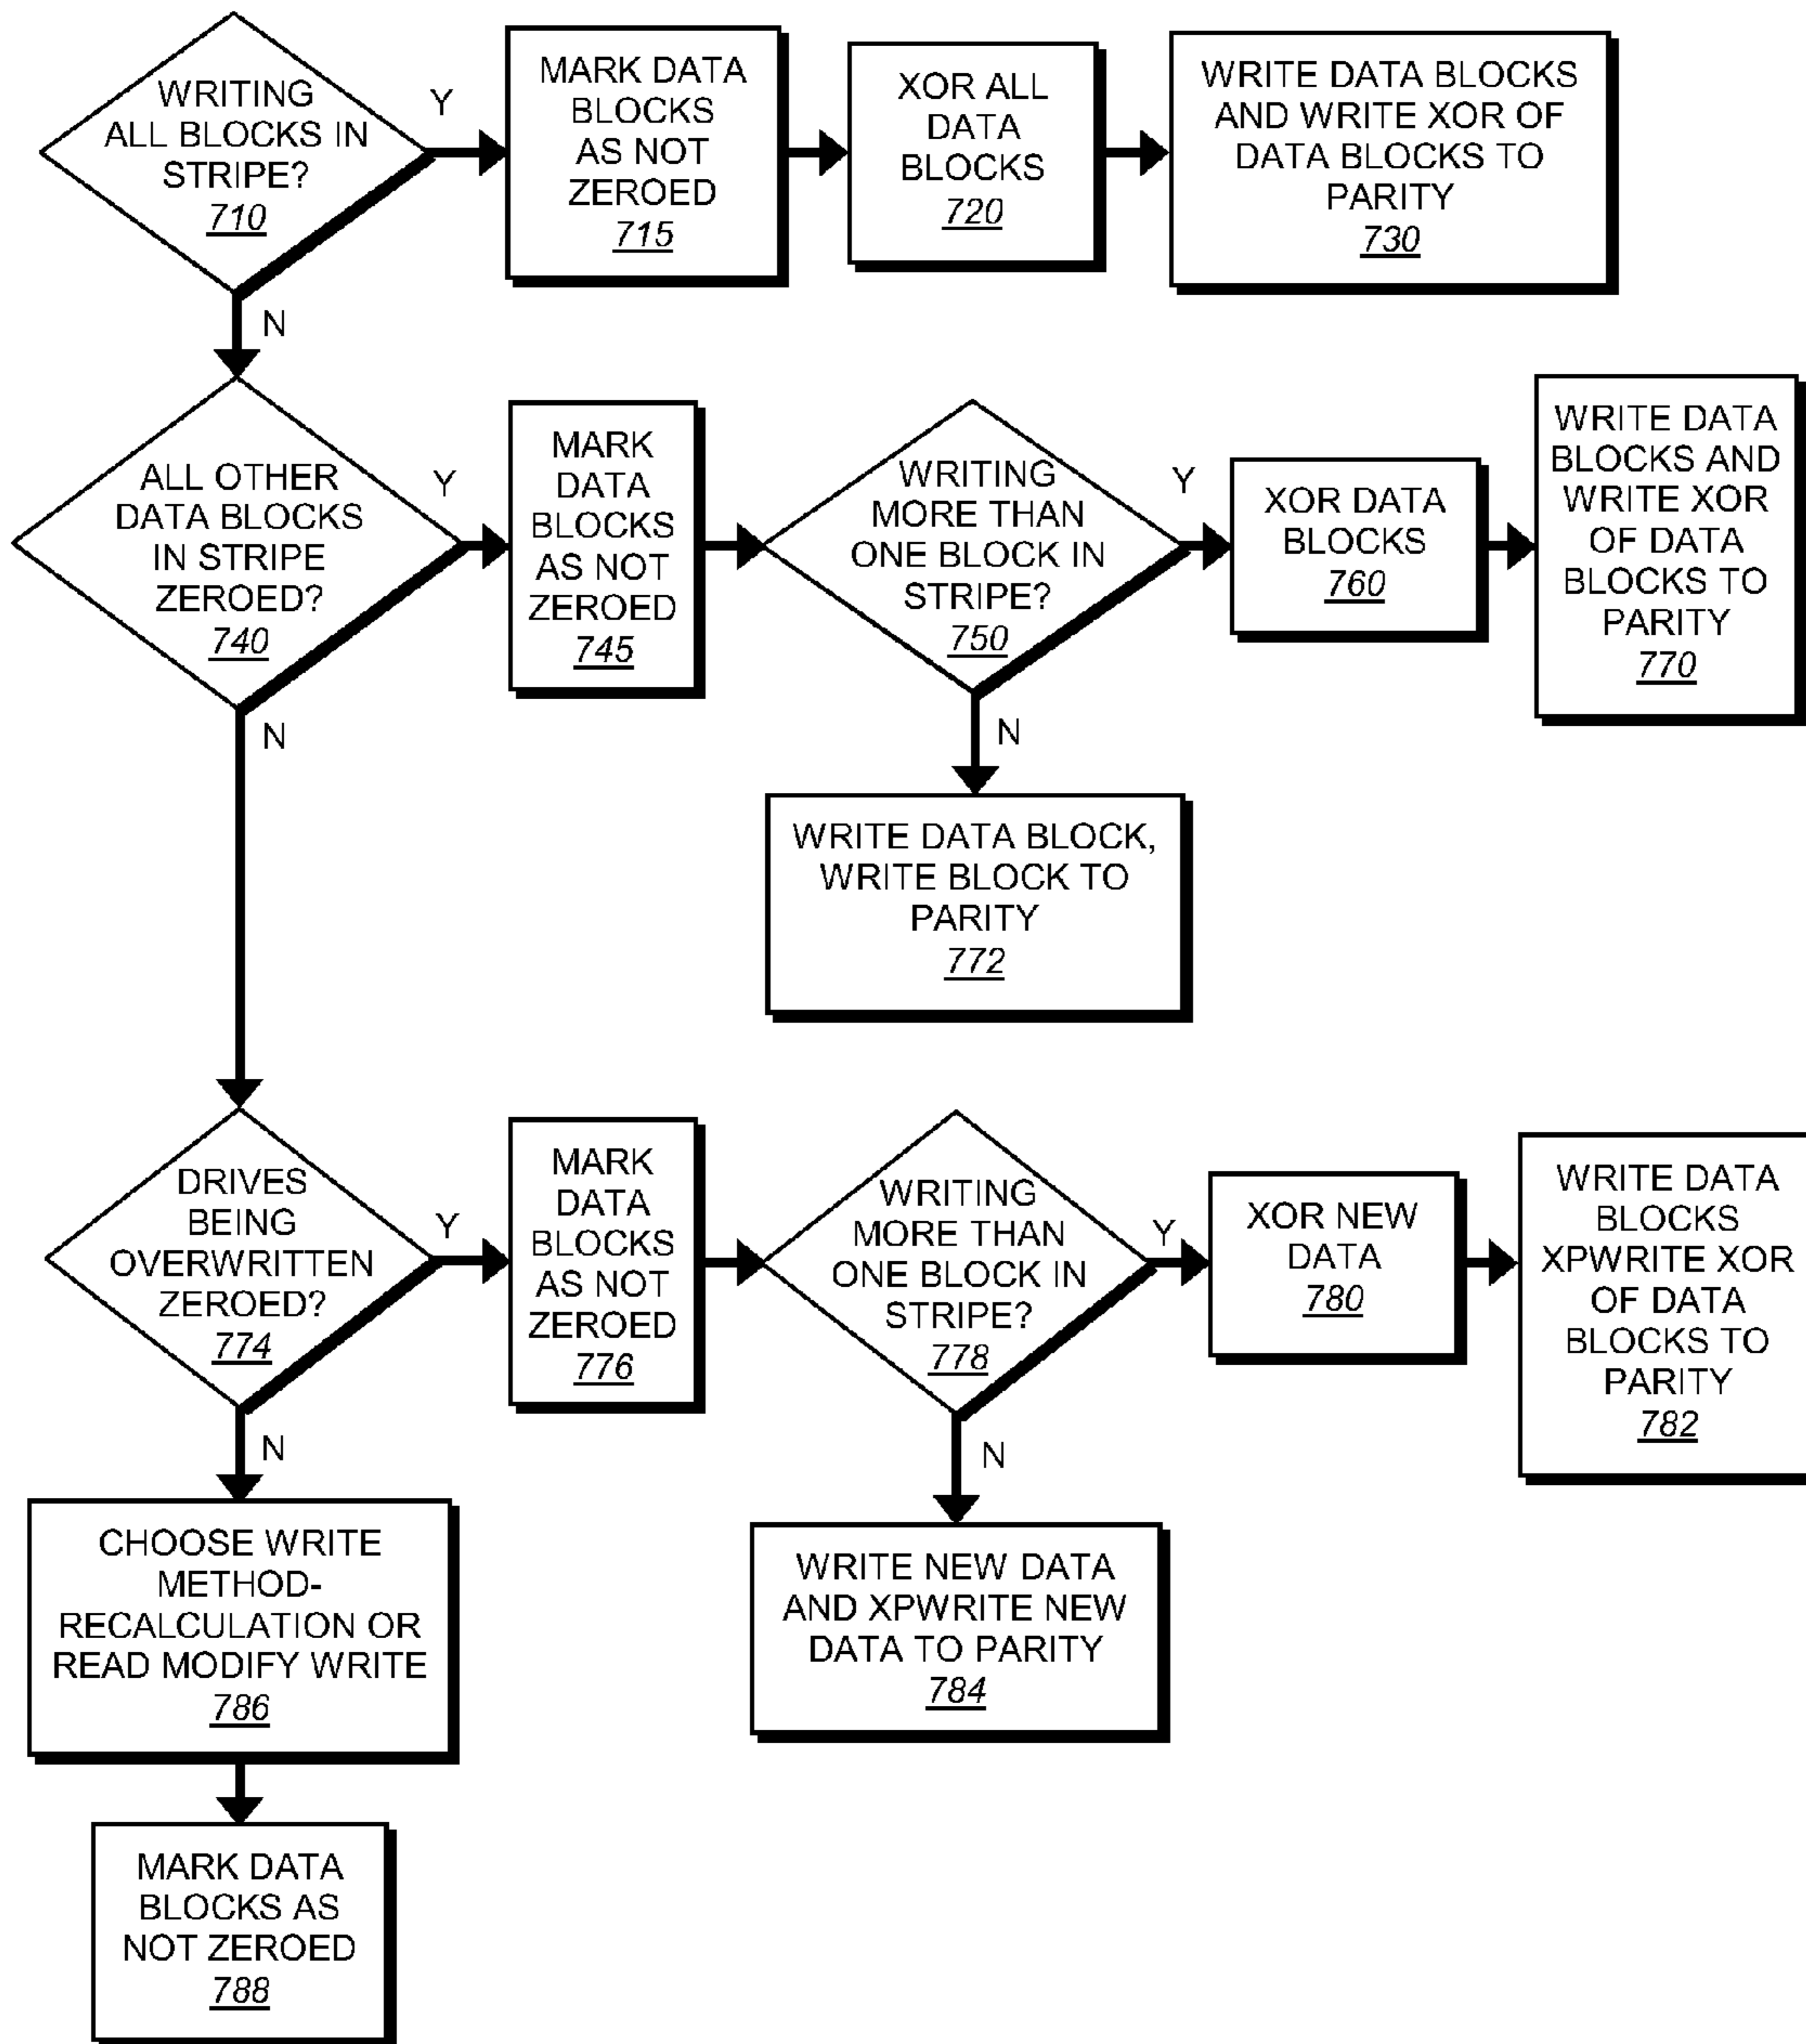 WRITING
ALL BLOCKS IN
STRIPE?
710
Y
N
MARK DATA
BLOCKS
AS NOT
ZEROED
715
XOR ALL
DATA
BLOCKS
720
WRITE DATA BLOCKS
AND WRITE XOR OF
DATA BLOCKS TO
PARITY
730
ALL OTHER
DATA BLOCKS
IN STRIPE
ZEROED?
740
Y
N
MARK
DATA
BLOCKS
AS NOT
ZEROED
745
WRITING
MORE THAN
ONE BLOCK IN
STRIPE?
750
Y
N
XOR DATA
BLOCKS
760
WRITE DATA
BLOCKS AND
WRITE XOR
OF DATA
BLOCKS TO
PARITY
770
WRITE DATA BLOCK,
WRITE BLOCK TO
PARITY
772
DRIVES
BEING
OVERWRITTEN
ZEROED?
774
Y
N
MARK
DATA
BLOCKS
AS NOT
ZEROED
776
WRITING
MORE THAN
ONE BLOCK IN
STRIPE?
778
Y
N
XOR NEW
DATA
780
WRITE DATA
BLOCKS
XPWRITE XOR
OF DATA
BLOCKS TO
PARITY
782
WRITE NEW DATA
AND XPWRITE NEW
DATA TO PARITY
784
CHOOSE WRITE
METHOD-
RECALCULATION OR
READ MODIFY WRITE
786
MARK DATA
BLOCKS AS
NOT ZEROED
788